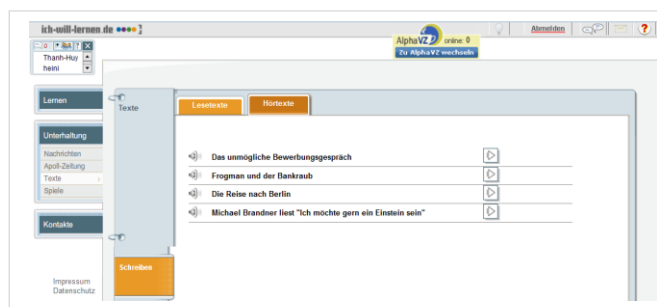 ich-will-lernen.de
AlphaVZ online: 0
Zu AlphaVZ wechseln
Abmelden
?
Thanh-Huy
heini
Lernen
Texte
Lesetexte
Hörtexte
Unterhaltung
Nachrichten
Apoll-Zeitung
Texte
Spiele
Das unmögliche Bewerbungsgespräch
Frogman und der Bankraub
Die Reise nach Berlin
Michael Brandner liest "Ich möchte gern ein Einstein sein"
Kontakte
Schreiben
Impressum
Datenschutz